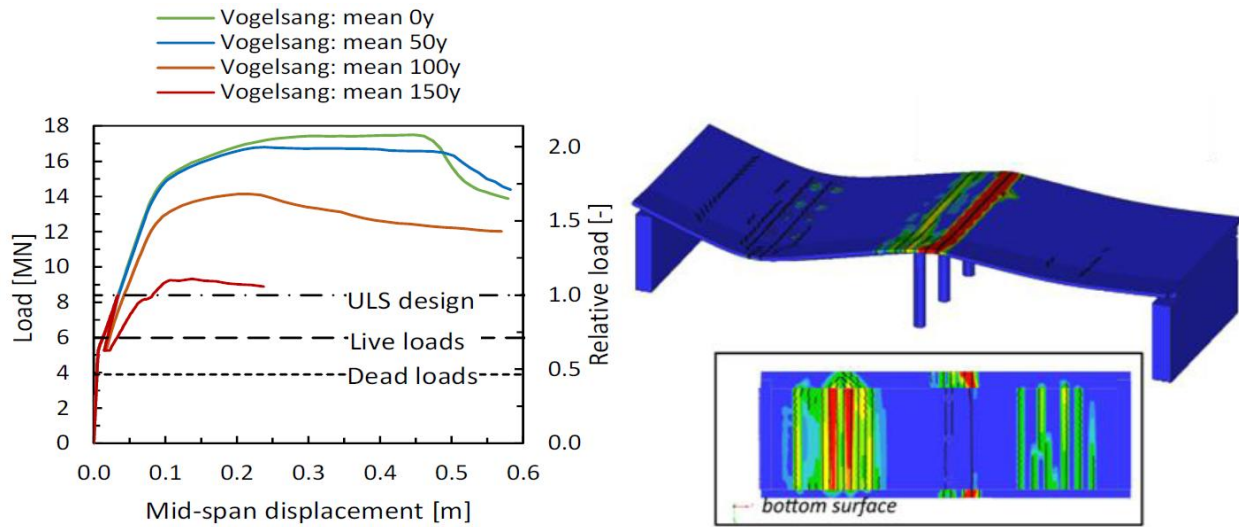 Vogelsang: mean 0y
Vogelsang: mean 50y
Vogelsang: mean 100y
Vogelsang: mean 150y
Load [MN]
18
16
14
12
10
8
6
4
2
0
ULS design
Live loads
Dead loads
2.0
1.5
1.0
0.5
0.0
Relative load [-]
0.0 0.1 0.2 0.3 0.4 0.5 0.6
Mid-span displacement [m]
bottom surface